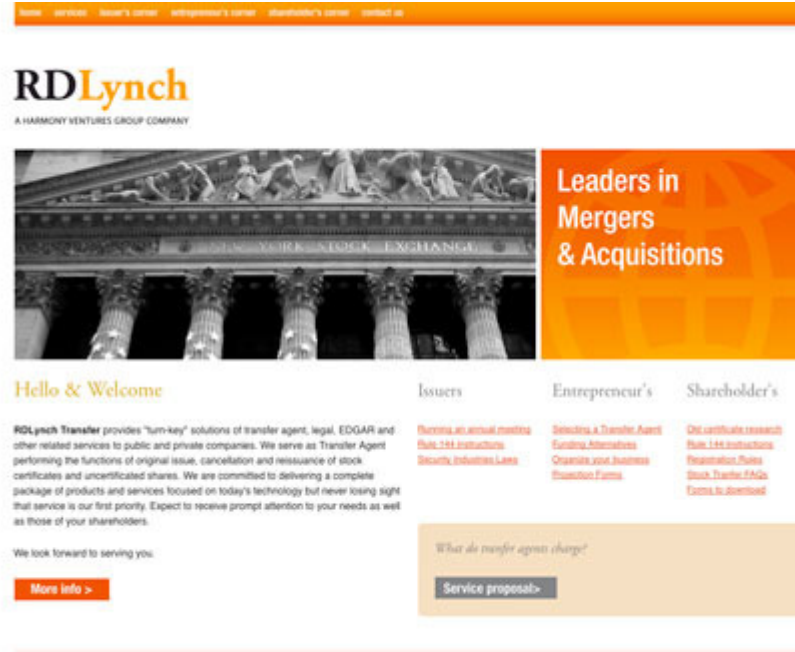 home services issuer's corner entrepreneur's corner shareholder's corner contact us
RDLynch
A HARMONY VENTURES GROUP COMPANY
NEW YORK STOCK EXCHANGE
Leaders in
Mergers
& Acquisitions
Hello & Welcome
RDLynch Transfer provides "turn-key" solutions of transfer agent, legal, EDGAR and
other related services to public and private companies. We serve as Transfer Agent
performing the functions of original issue, cancellation and reissuance of stock
certificates and uncertificated shares. We are committed to delivering a complete
package of products and services focused on today's technology but never losing sight
that service is our first priority. Expect to receive prompt attention to your needs as well
as those of your shareholders.
We look forward to serving you.
More info >
Issuers
Running an annual meeting
Rule 144 Instructions
Security Industries Laws
Entrepreneur's
Selecting a Transfer Agent
Funding Alternatives
Organize your business
Projection Forms
Shareholder's
Old certificate research
Rule 144 Instructions
Registration Rules
Stock Tranfer FAQs
Forms to download
What do tranfer agents charge?
Service proposal>